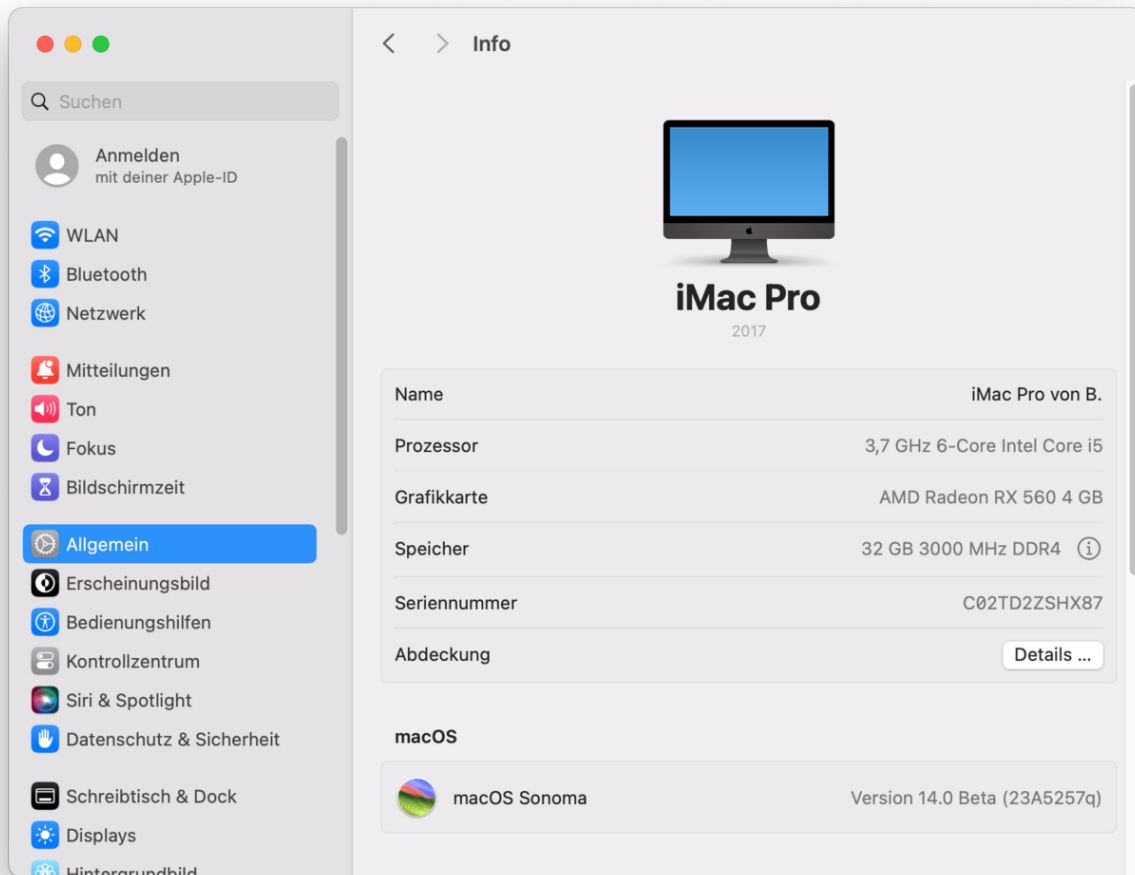 Info
Suchen
Anmelden
mit deiner Apple-ID
WLAN
Bluetooth
Netzwerk
Mitteilungen
Ton
Fokus
Bildschirmzeit
Allgemein
Erscheinungsbild
Bedienungshilfen
Kontrollzentrum
Siri & Spotlight
Datenschutz & Sicherheit
Schreibtisch & Dock
Displays
Hintergrundbild
iMac Pro
2017
Name iMac Pro von B.
Prozessor 3,7 GHz 6-Core Intel Core i5
Grafikkarte AMD Radeon RX 560 4 GB
Speicher 32 GB 3000 MHz DDR4
Seriennummer C02TD2ZSHX87
Abdeckung Details ...
macOS
macOS Sonoma Version 14.0 Beta (23A5257q)